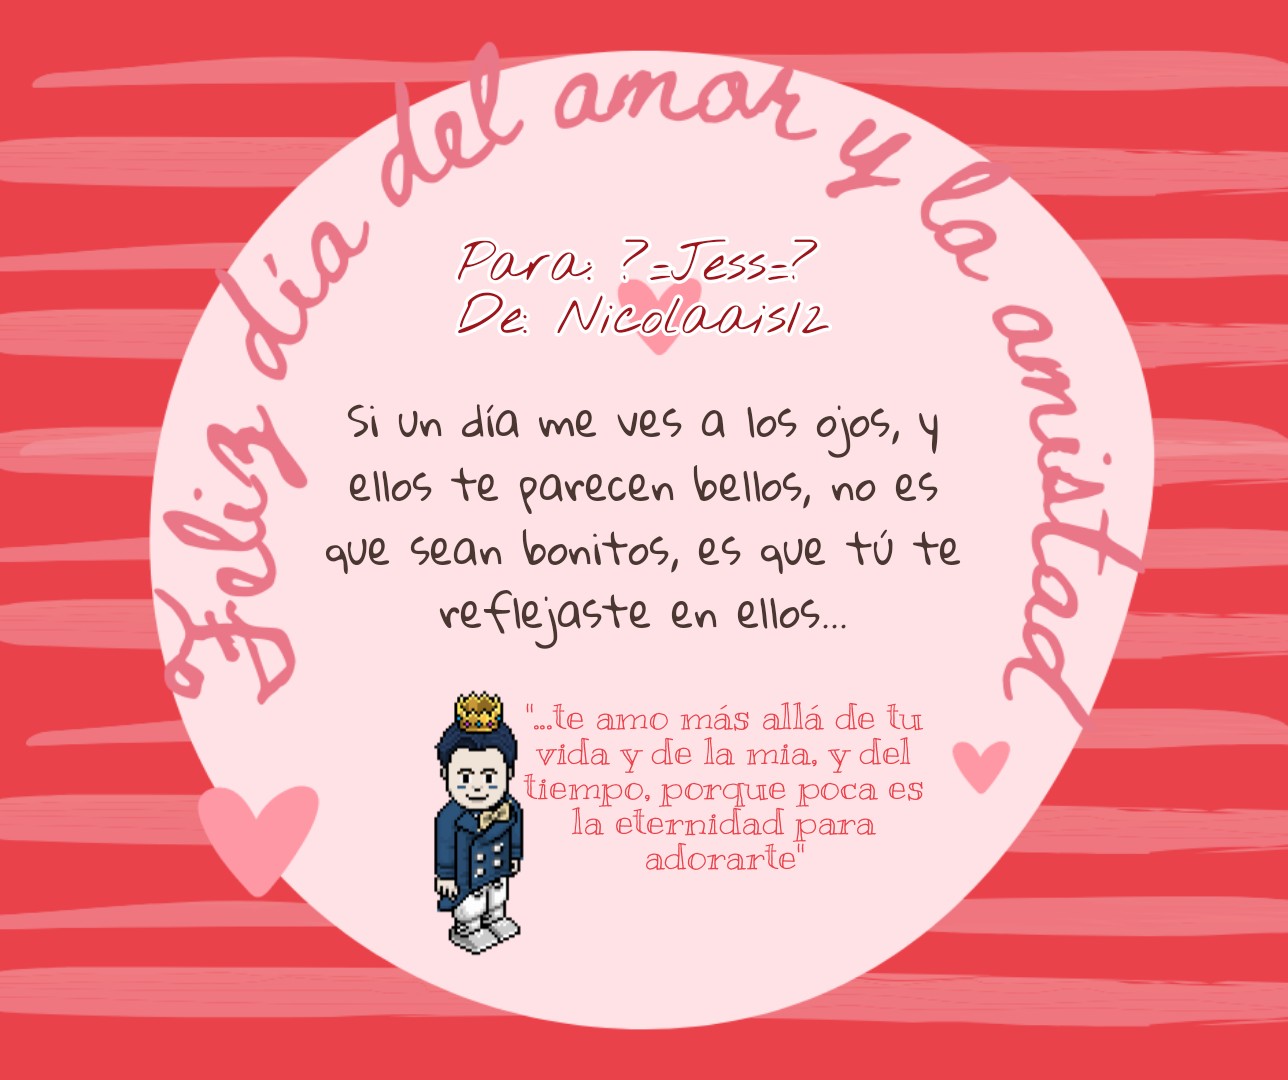 Feliz día del amor y la amistad
Para: ?=Jess=?
De: Nicolaais12
Si un día me ves a los ojos, y
ellos te parecen bellos, no es
que sean bonitos, es que tú te
reflejaste en ellos...
"...te amo más allá de tu
vida y de la mia, y del
tiempo, porque poca es
la eternidad para
adorarte"